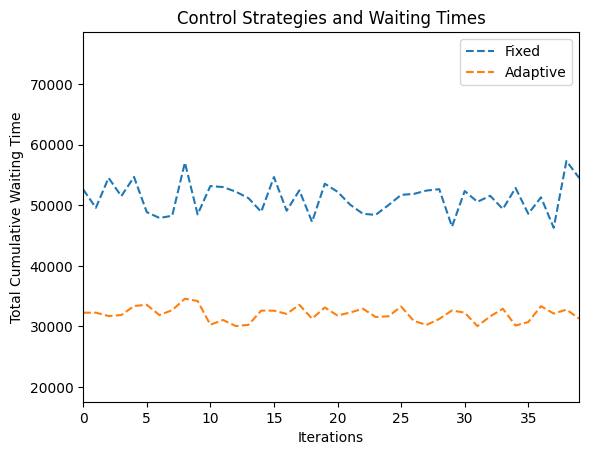 Control Strategies and Waiting Times
Fixed
Adaptive
Total Cumulative Waiting Time
70000
60000
50000
40000
30000
20000
0 5 10 15 20 25 30 35
Iterations